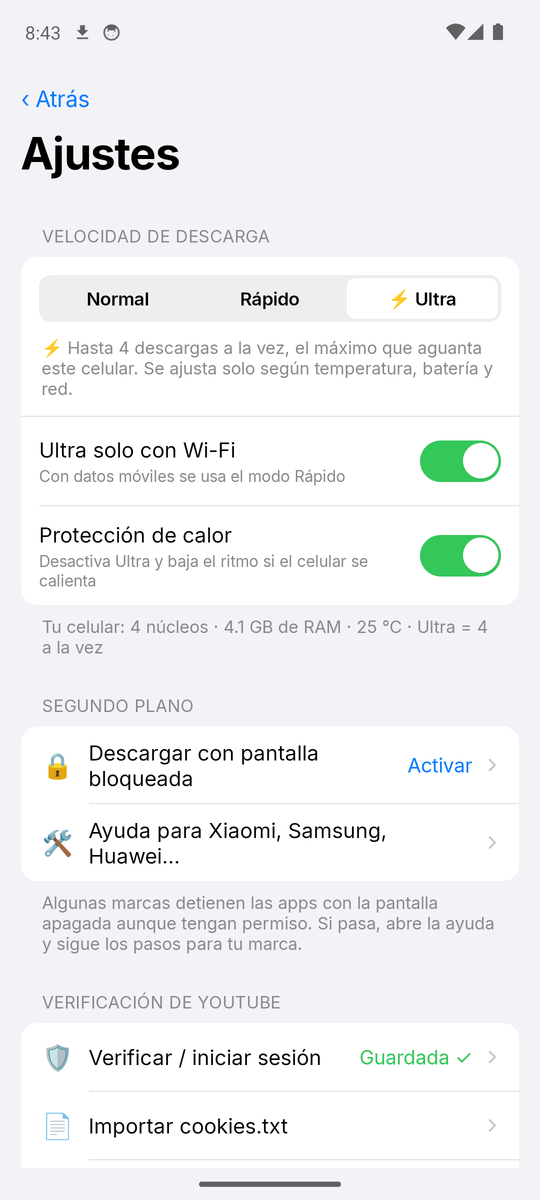 8:43
‹ Atrás
Ajustes
VELOCIDAD DE DESCARGA
Normal
Rápido
⚡ Ultra
⚡ Hasta 4 descargas a la vez, el máximo que aguanta
este celular. Se ajusta solo según temperatura, batería y
red.
Ultra solo con Wi-Fi
Con datos móviles se usa el modo Rápido
Protección de calor
Desactiva Ultra y baja el ritmo si el celular se
calienta
Tu celular: 4 núcleos · 4.1 GB de RAM · 25 °C · Ultra = 4
a la vez
SEGUNDO PLANO
Descargar con pantalla
bloqueada
Activar
Ayuda para Xiaomi, Samsung,
Huawei...
Algunas marcas detienen las apps con la pantalla
apagada aunque tengan permiso. Si pasa, abre la ayuda
y sigue los pasos para tu marca.
VERIFICACIÓN DE YOUTUBE
Verificar / iniciar sesión
Guardada ✓
Importar cookies.txt